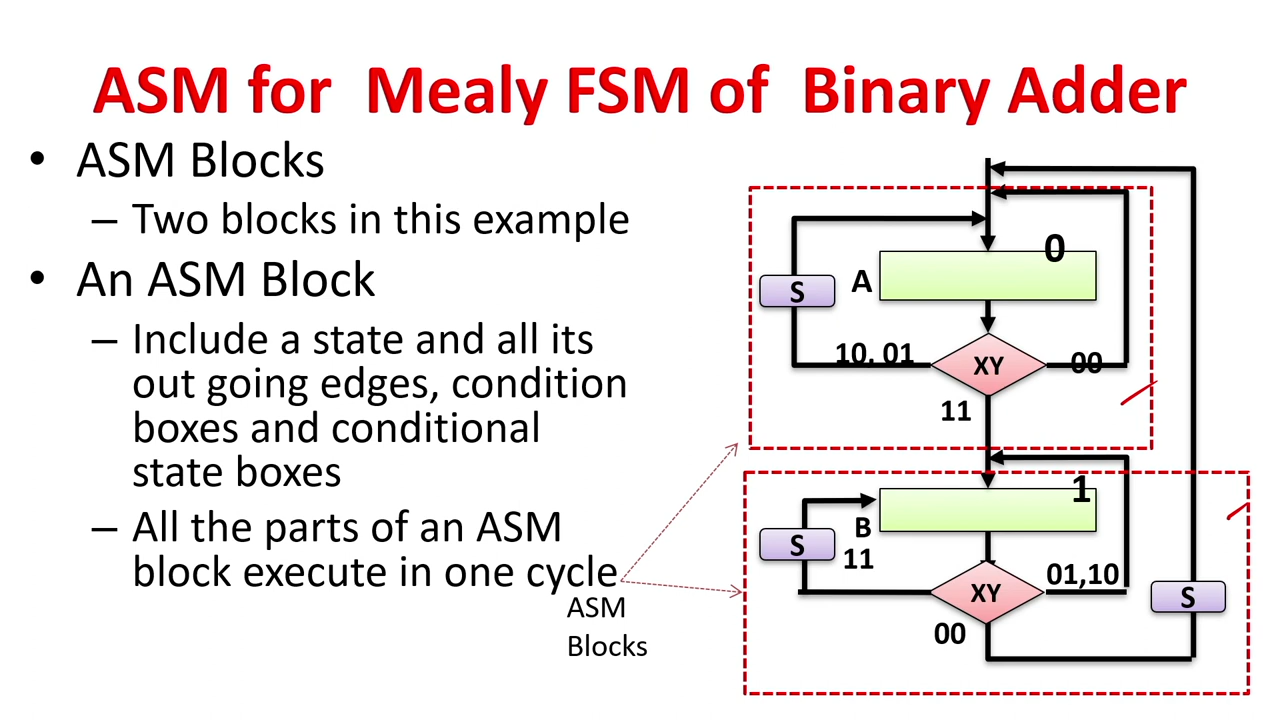 ASM for Mealy FSM of Binary Adder
• ASM Blocks
– Two blocks in this example
• An ASM Block
– Include a state and all its
out going edges, condition
boxes and conditional
state boxes
– All the parts of an ASM
block execute in one cycle
ASM
Blocks
0
A
S
10, 01
XY
00
11
1
B
S
11
XY
01,10
S
00